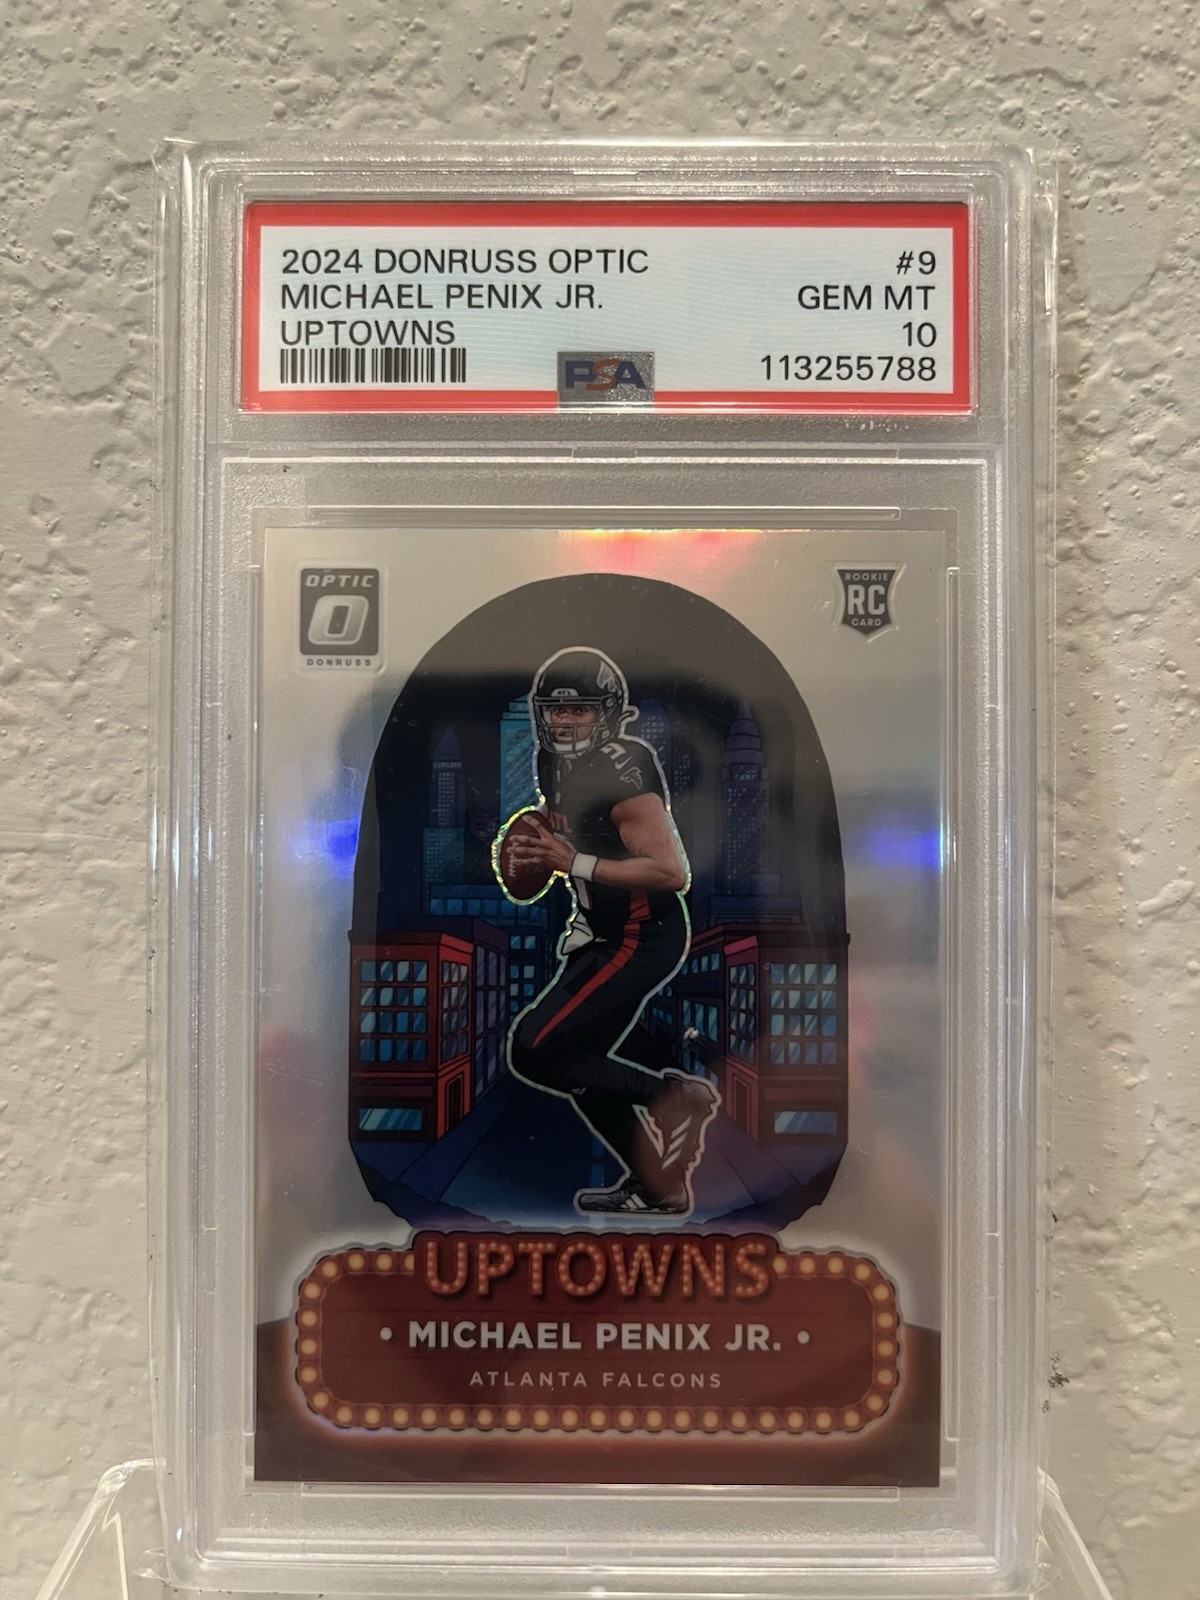 2024 DONRUSS OPTIC #9
MICHAEL PENIX JR. GEM MT
UPTOWNS 10
PSA 113255788
OPTIC
O
DONRUSS
ROOKIE
RC
CARD
NFL
UPTOWNS
• MICHAEL PENIX JR. •
ATLANTA FALCONS